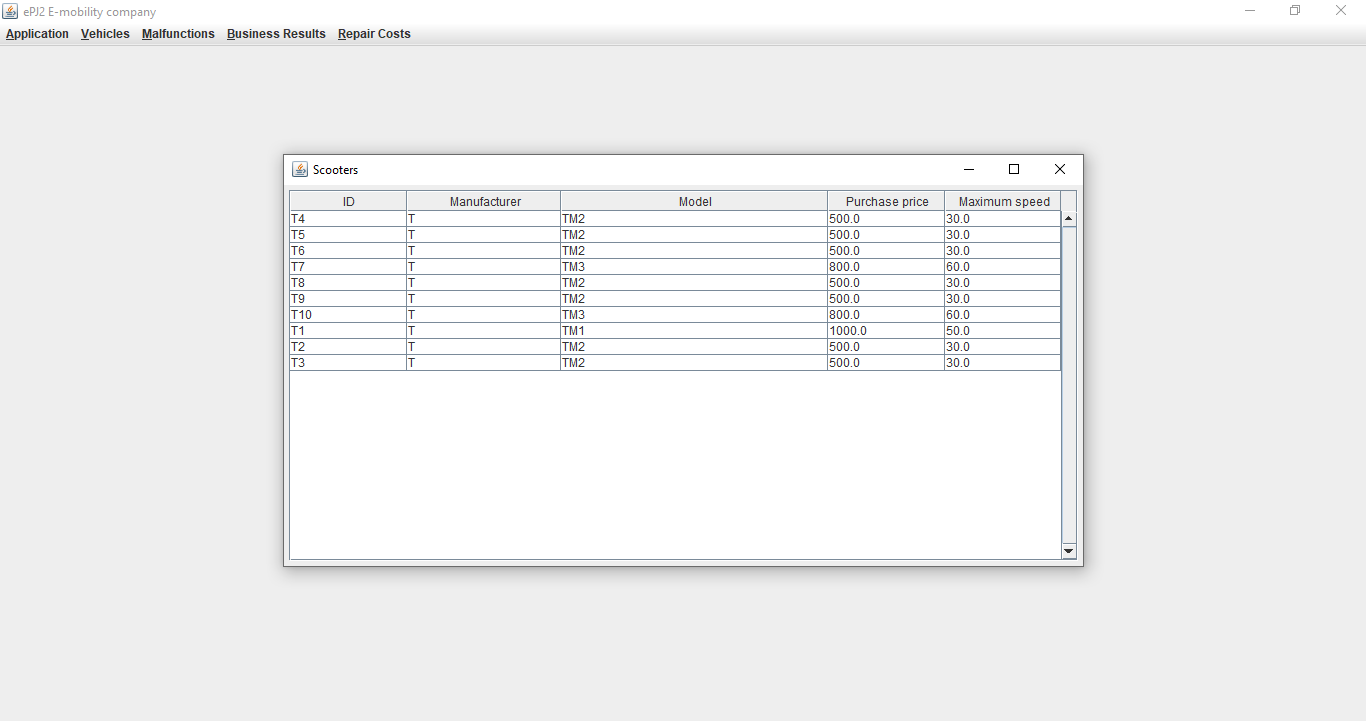 ePJ2 E-mobility company
Application Vehicles Malfunctions Business Results Repair Costs
Scooters
ID Manufacturer Model Purchase price Maximum speed
T4 T TM2 500.0 30.0
T5 T TM2 500.0 30.0
T6 T TM2 500.0 30.0
T7 T TM3 800.0 60.0
T8 T TM2 500.0 30.0
T9 T TM2 500.0 30.0
T10 T TM3 800.0 60.0
T1 T TM1 1000.0 50.0
T2 T TM2 500.0 30.0
T3 T TM2 500.0 30.0